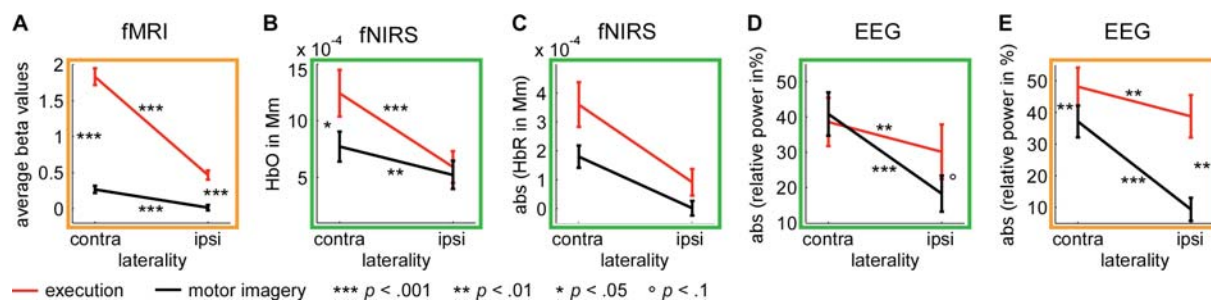 A fMRI
average beta values
2
1.5
1
0.5
0
***
***
***
***
contra ipsi
laterality
B fNIRS
x 10-4
HbO in Mm
15
10
5
***
*
**
contra ipsi
laterality
C fNIRS
x 10-4
abs (HbR in Mm)
4
3
2
1
0
contra ipsi
laterality
D EEG
abs (relative power in%)
50
40
30
20
10
**
***
°
contra ipsi
laterality
E EEG
abs (relative power in %)
50
40
30
20
10
**
**
***
**
contra ipsi
laterality
execution motor imagery *** p < .001 ** p < .01 * p < .05 ° p < .1